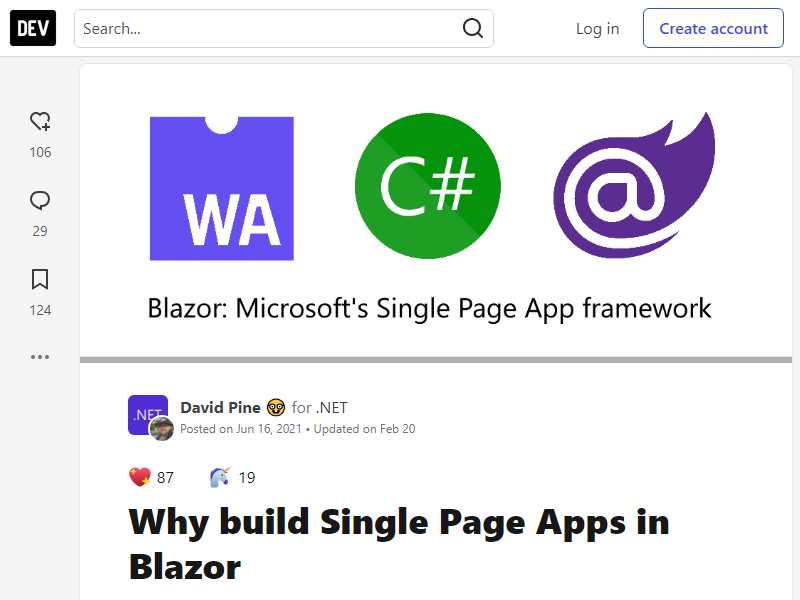 DEV
Search...
Log in
Create account
106
29
124
WA
C#
@
Blazor: Microsoft's Single Page App framework
.NET
David Pine 🤓 for .NET
Posted on Jun 16, 2021 • Updated on Feb 20
87
19
Why build Single Page Apps in
Blazor